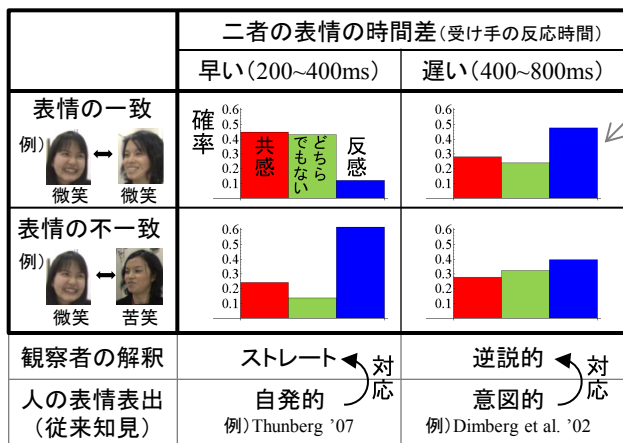 二者の表情の時間差(受け手の反応時間)
早い(200~400ms)
遅い(400~800ms)
表情の一致
例)
微笑
微笑
確率
0.6
0.5
0.4
0.3
0.2
0.1
共感
どちらでもない
反感
0.6
0.5
0.4
0.3
0.2
0.1
表情の不一致
例)
微笑
苦笑
0.6
0.5
0.4
0.3
0.2
0.1
0.6
0.5
0.4
0.3
0.2
0.1
観察者の解釈
ストレート
対応
逆説的
対応
人の表情表出
(従来知見)
自発的
例)Thunberg ’07
意図的
例)Dimberg et al. ’02